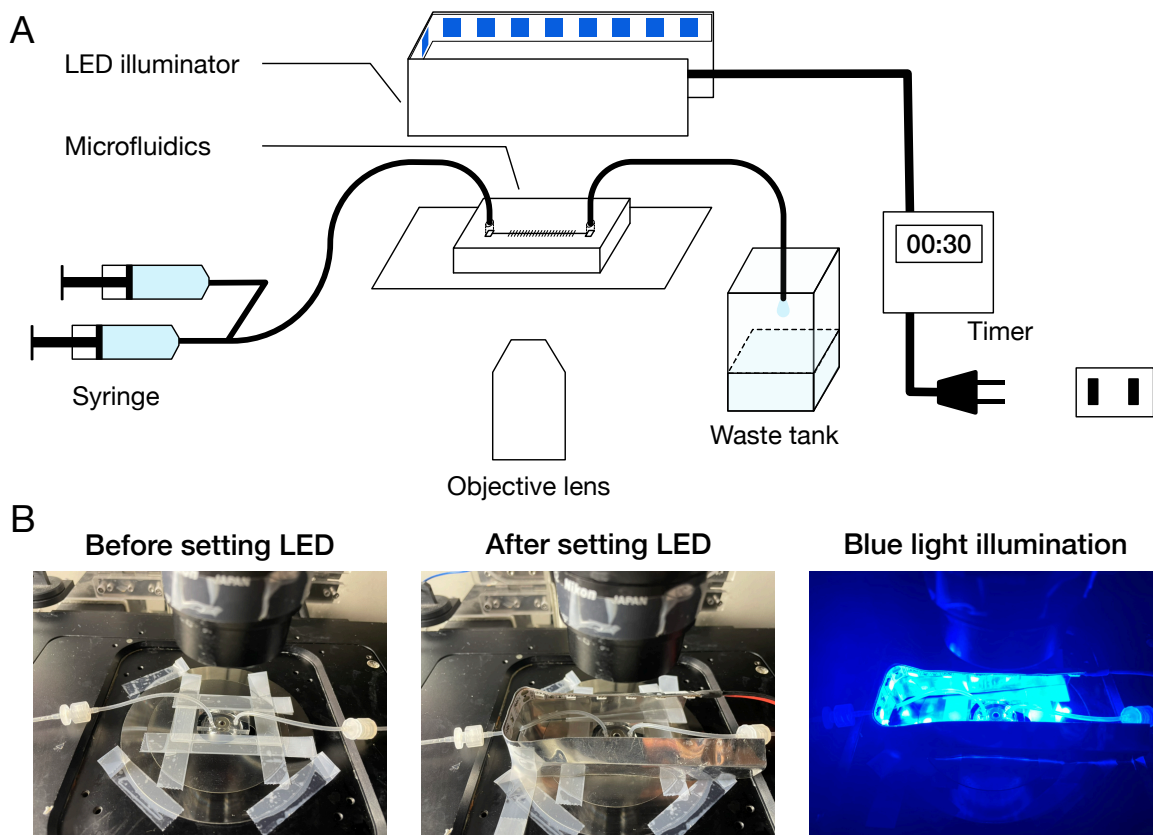 A
LED illuminator
Microfluidics
00:30
Timer
Syringe
Waste tank
Objective lens
B
Before setting LED
After setting LED
Blue light illumination
Nikon JAPAN
Nikon JAPAN